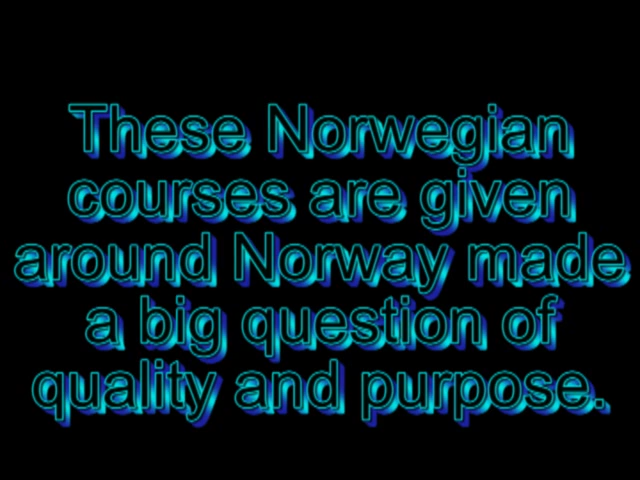 These Norwegian
courses are given
around Norway made
a big question of
quality and purpose.